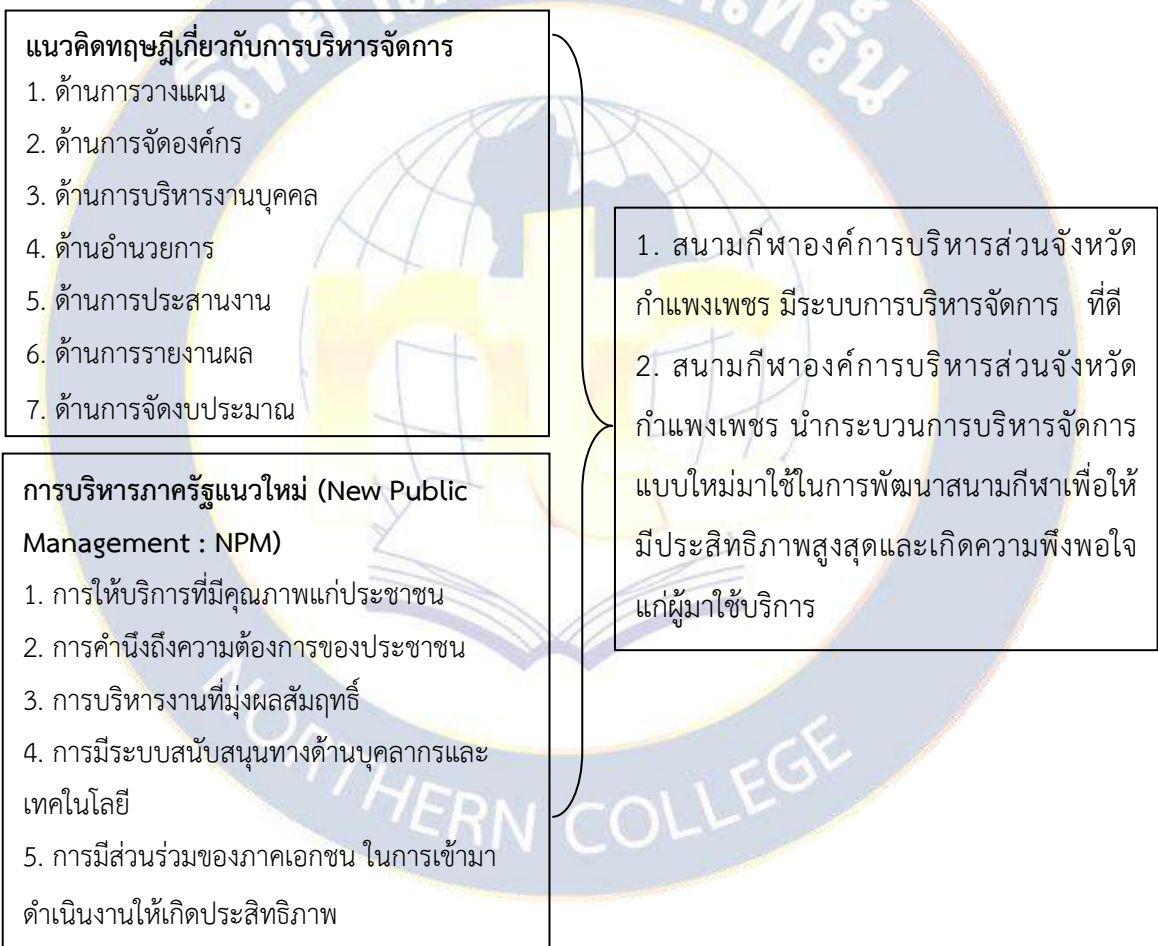 แนวคิดทฤษฎีเกี่ยวกับการบริหารจัดการ
1. ด้านการวางแผน
2. ด้านการจัดองค์กร
3. ด้านการบริหารงานบุคคล
4. ด้านอำนวยการ
5. ด้านการประสานงาน
6. ด้านการรายงานผล
7. ด้านการจัดงบประมาณ
การบริหารภาครัฐแนวใหม่ (New Public
Management : NPM)
1. การให้บริการที่มีคุณภาพแก่ประชาชน
2. การคำนึงถึงความต้องการของประชาชน
3. การบริหารงานที่มุ่งผลสัมฤทธิ์
4. การมีระบบสนับสนุนทางด้านบุคลากรและ
เทคโนโลยี
5. การมีส่วนร่วมของภาคเอกชน ในการเข้ามา
ดำเนินงานให้เกิดประสิทธิภาพ
1. สนามกีฬาองค์การบริหารส่วนจังหวัด
กำแพงเพชร มีระบบการบริหารจัดการ ที่ดี
2. สนามกีฬาองค์การบริหารส่วนจังหวัด
กำแพงเพชร นำกระบวนการบริหารจัดการ
แบบใหม่มาใช้ในการพัฒนาสนามกีฬาเพื่อให้
มีประสิทธิภาพสูงสุดและเกิดความพึงพอใจ
แก่ผู้มาใช้บริการ
ntc
NORTHERN COLLEGE